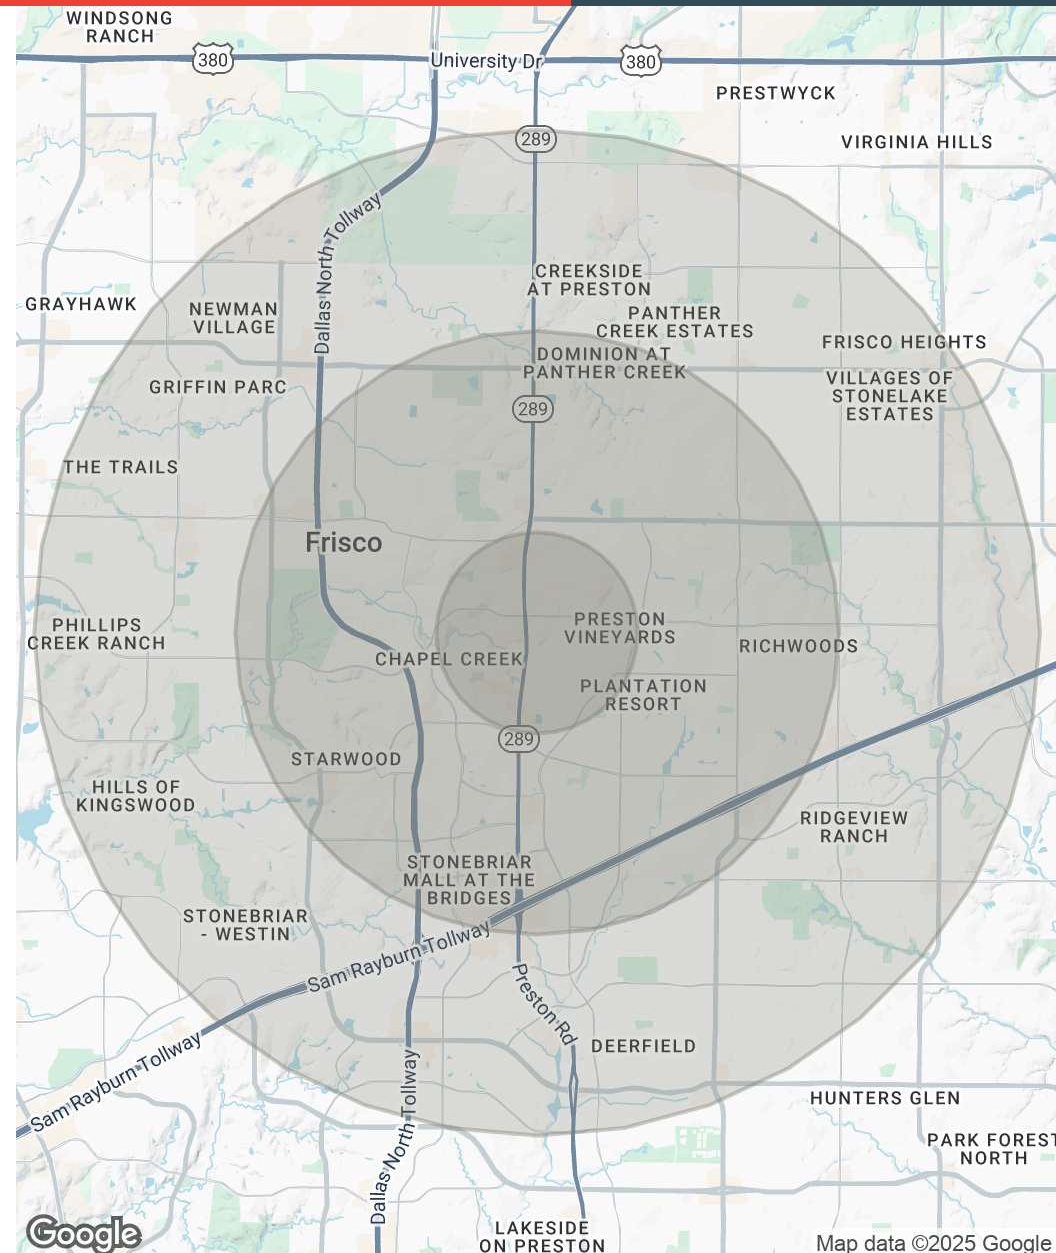 WINDSONG
RANCH
380
University Dr
380
PRESTWYCK
289
VIRGINIA HILLS
Dallas North Tollway
CREEKSIDE
AT PRESTON
GRAYHAWK
NEWMAN
VILLAGE
PANTHER
CREEK ESTATES
FRISCO HEIGHTS
DOMINION AT
PANTHER CREEK
GRIFFIN PARC
VILLAGES OF
STONELAKE
ESTATES
289
THE TRAILS
Frisco
PHILLIPS
CREEK RANCH
PRESTON
VINEYARDS
RICHWOODS
CHAPEL CREEK
PLANTATION
RESORT
289
STARWOOD
HILLS OF
KINGSWOOD
RIDGEVIEW
RANCH
STONEBRIAR
MALL AT THE
BRIDGES
STONEBRIAR
- WESTIN
Sam Rayburn Tollway
Preston Rd
DEERFIELD
Sam Rayburn Tollway
Dallas North Tollway
HUNTERS GLEN
PARK FOREST
NORTH
LAKESIDE
ON PRESTON
Google
Map data ©2025 Google